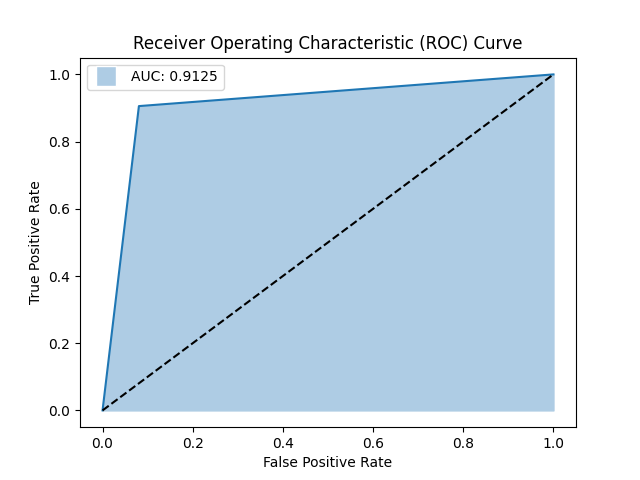 Receiver Operating Characteristic (ROC) Curve
AUC: 0.9125
1.0
0.8
0.6
0.4
0.2
0.0
True Positive Rate
0.0 0.2 0.4 0.6 0.8 1.0
False Positive Rate